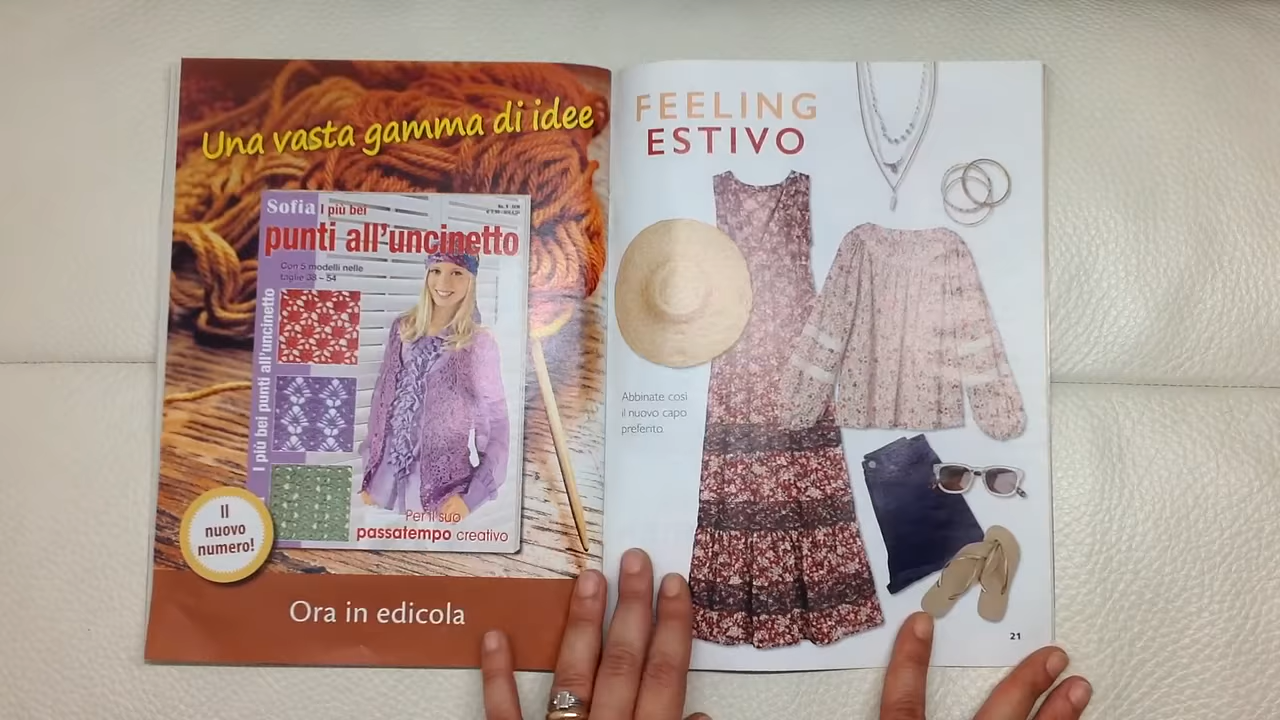 Una vasta gamma di idee
Sofia I più bei
punti all'uncinetto
Con 5 modelli nelle
taglie 38 – 54
I più bei punti all'uncinetto
Il
nuovo
numero!
Per il suo
passatempo creativo
Ora in edicola
FEELING
ESTIVO
Abbinate così
il nuovo capo
preferito.
21